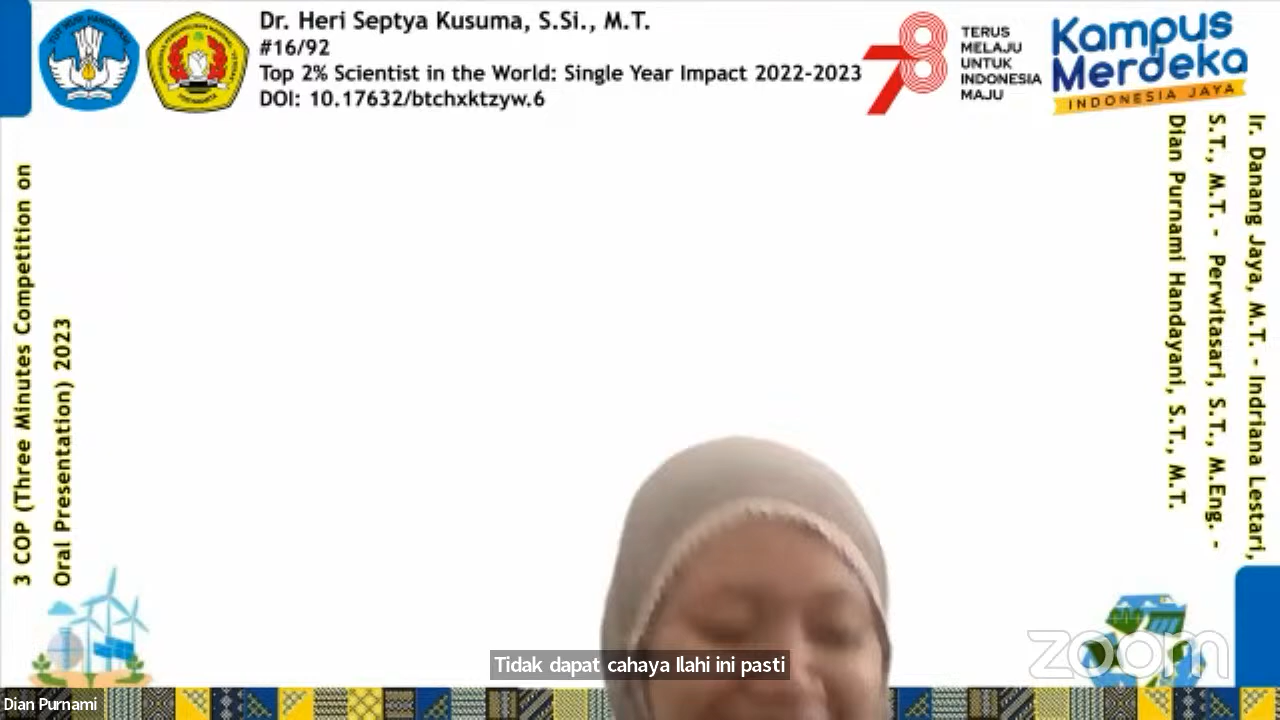 Dr. Heri Septya Kusuma, S.Si., M.T.
#16/92
Top 2% Scientist in the World: Single Year Impact 2022-2023
DOI: 10.17632/btchxktzyw.6
78
TERUS
MELAJU
UNTUK
INDONESIA
MAJU
Kampus
Merdeka
INDONESIA JAYA
3 COP (Three Minutes Competition on
Oral Presentation) 2023
Ir. Danang Jaya, M.T. - Indriana Lestari,
S.T., M.T. - Perwitasari, S.T., M.Eng. -
Dian Purnami Handayani, S.T., M.T.
Tidak dapat cahaya Ilahi ini pasti
zoom
Dian Purnami